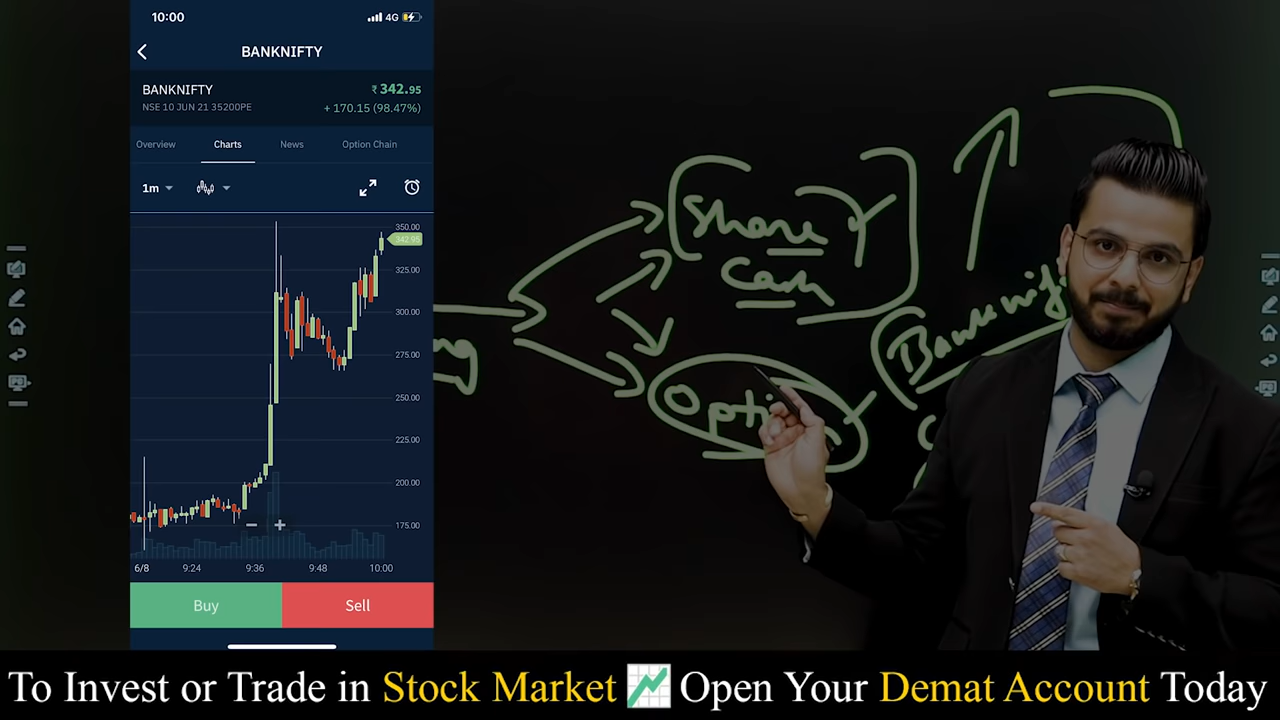 10:00
4G
BANKNIFTY
BANKNIFTY
₹ 342.95
NSE 10 JUN 21 35200PE
+ 170.15 (98.47%)
Overview
Charts
News
Option Chain
1m
350.00
342.95
325.00
300.00
275.00
250.00
225.00
200.00
175.00
6/8
9:24
9:36
9:48
10:00
Buy
Sell
Share
Cash
To Invest or Trade in Stock Market Open Your Demat Account Today